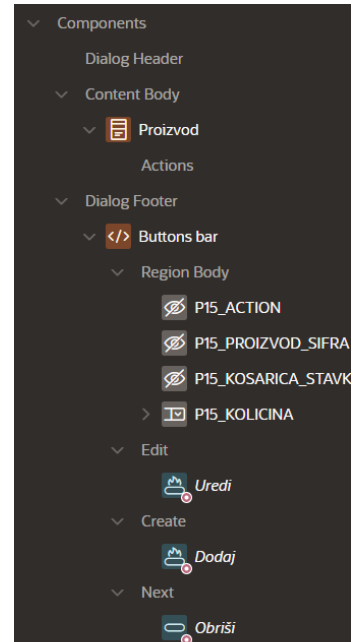 Components
Dialog Header
Content Body
Proizvod
Actions
Dialog Footer
Buttons bar
Region Body
P15_ACTION
P15_PROIZVOD_SIFRA
P15_KOSARICA_STAVK
P15_KOLICINA
Edit
Uredi
Create
Dodaj
Next
Obriši